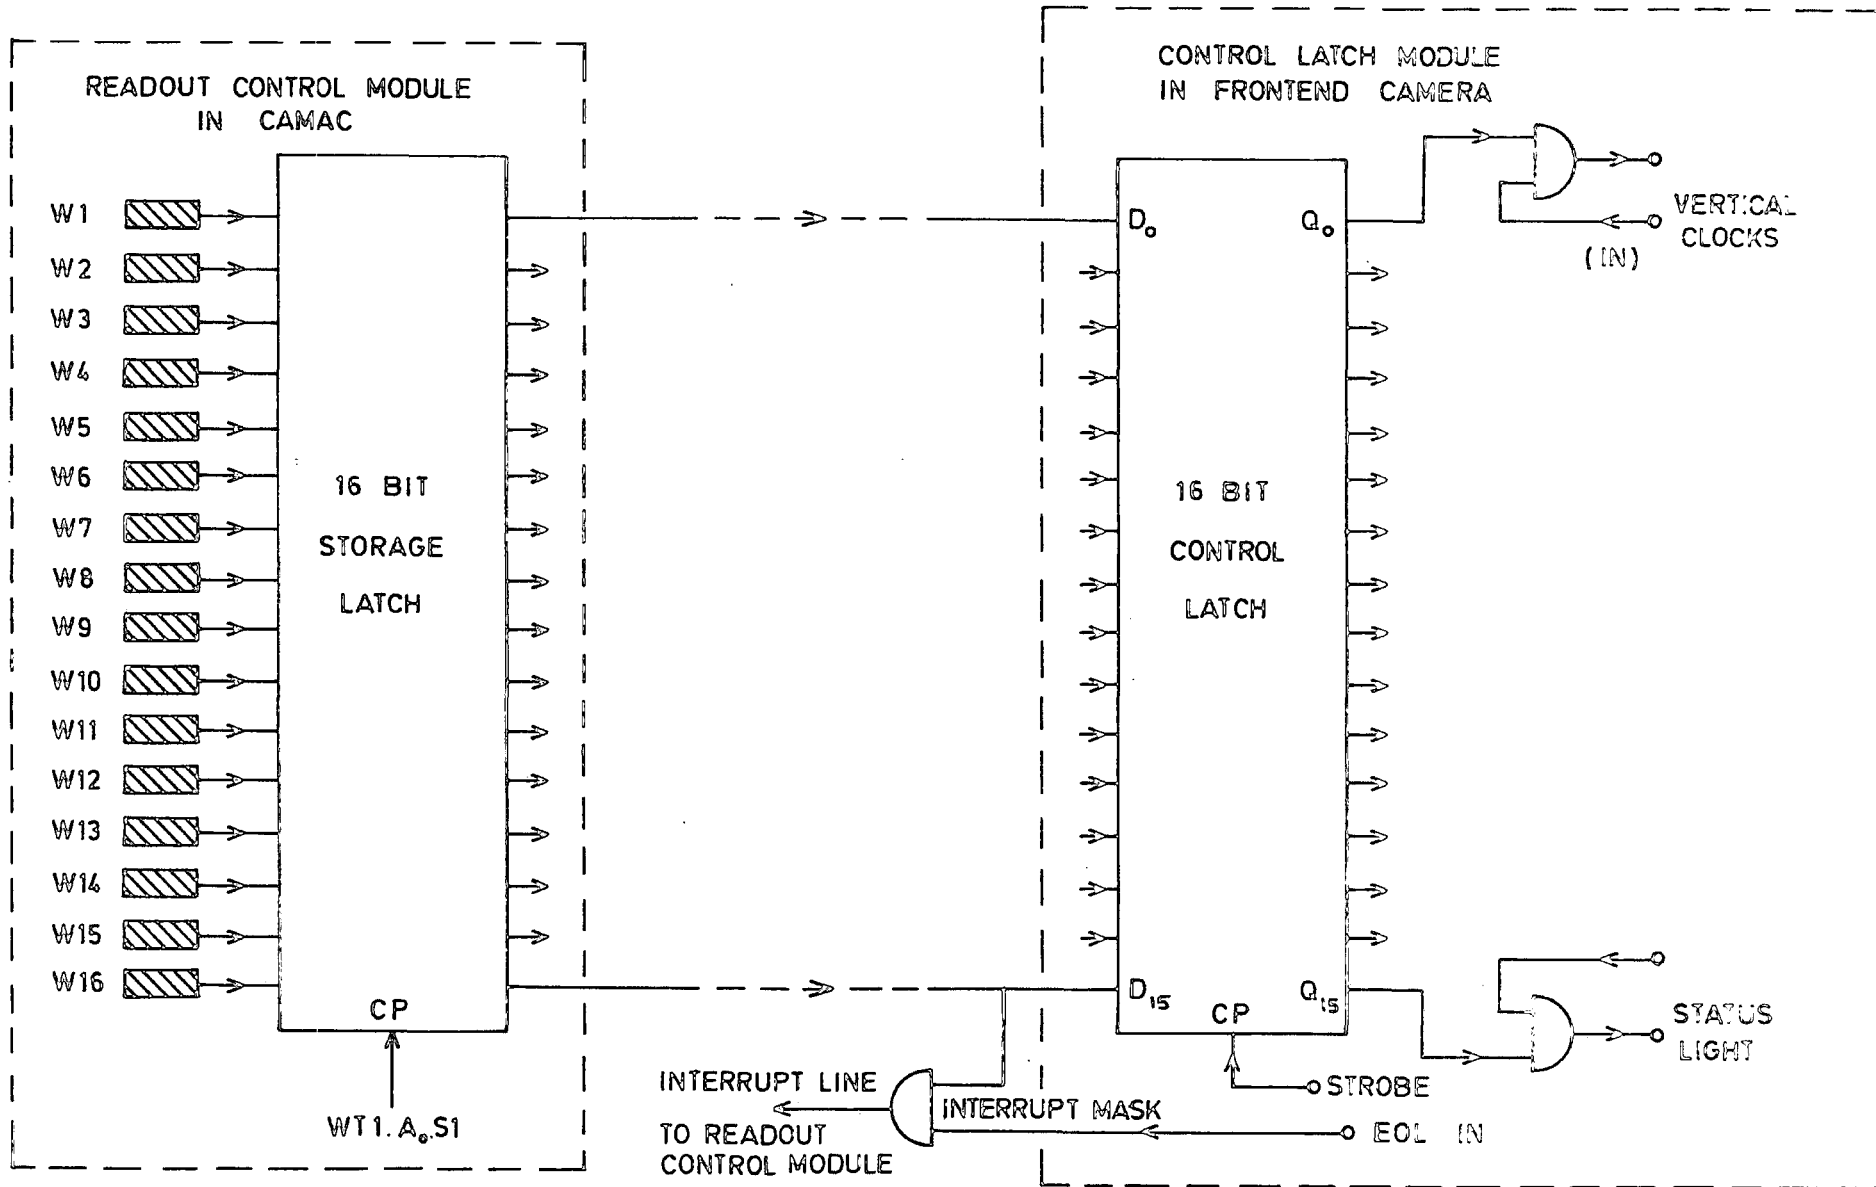 READOUT CONTROL MODULE
IN CAMAC
W1
W2
W3
W4
W5
W6
W7
W8
W9
W10
W11
W12
W13
W14
W15
W16
16 BIT
STORAGE
LATCH
CP
WT1.A₀.S1
CONTROL LATCH MODULE
IN FRONTEND CAMERA
D₀
Q₀
16 BIT
CONTROL
LATCH
D₁₅
Q₁₅
CP
VERTICAL
CLOCKS
(IN)
STATUS
LIGHT
STROBE
INTERRUPT LINE
INTERRUPT MASK
TO READOUT
CONTROL MODULE
EOL IN